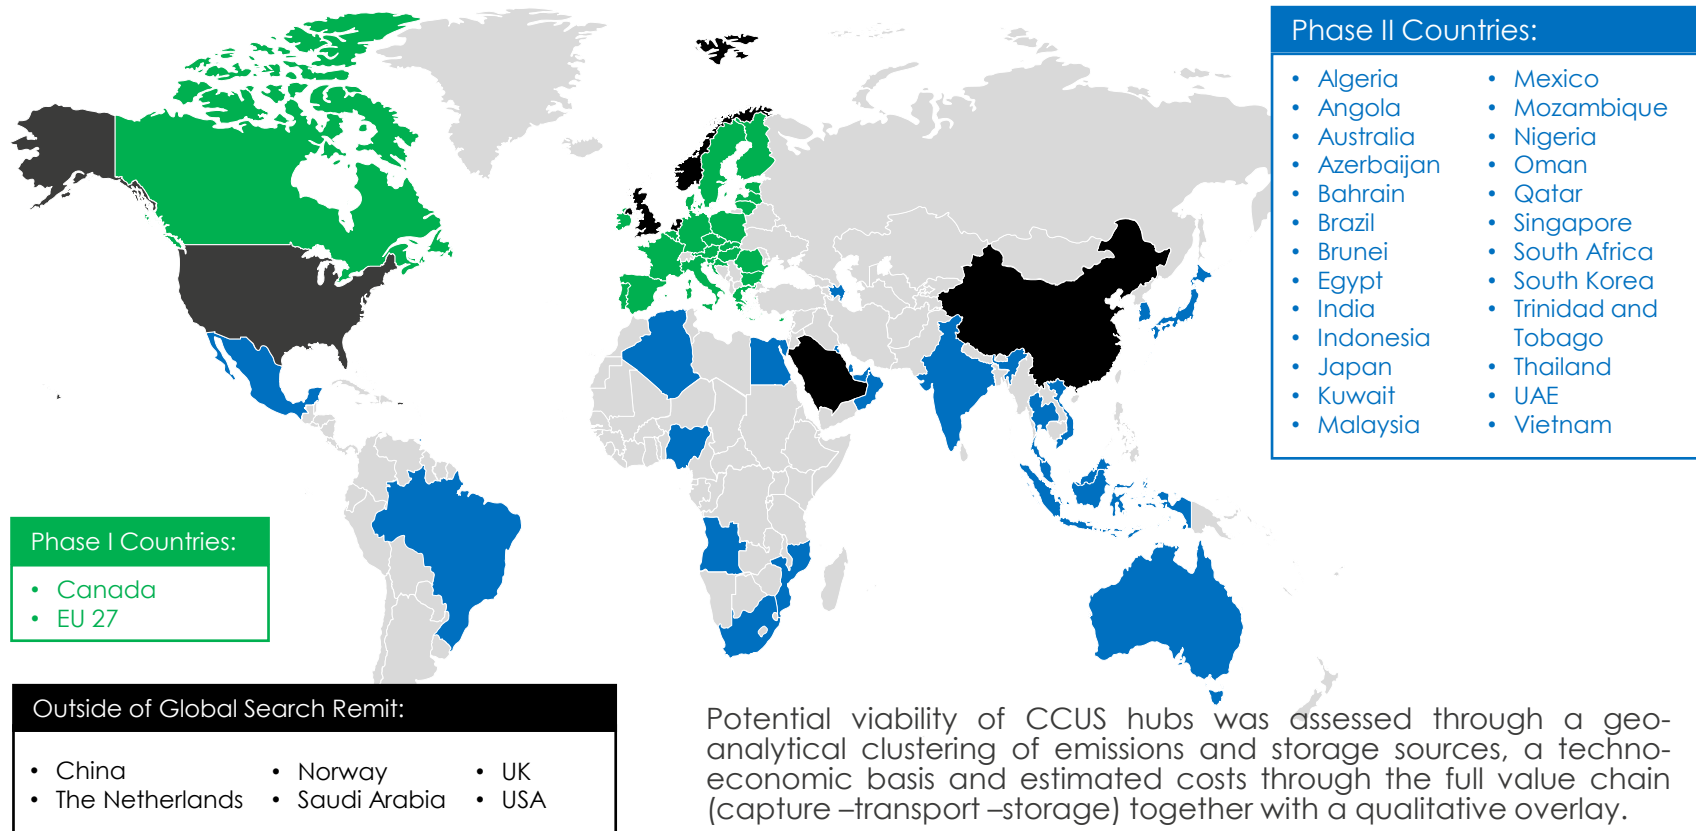 Phase II Countries:
• Algeria
• Angola
• Australia
• Azerbaijan
• Bahrain
• Brazil
• Brunei
• Egypt
• India
• Indonesia
• Japan
• Kuwait
• Malaysia
• Mexico
• Mozambique
• Nigeria
• Oman
• Qatar
• Singapore
• South Africa
• South Korea
• Trinidad and
Tobago
• Thailand
• UAE
• Vietnam
Phase I Countries:
• Canada
• EU 27
Outside of Global Search Remit:
• China
• The Netherlands
• Norway
• Saudi Arabia
• UK
• USA
Potential viability of CCUS hubs was assessed through a geo-
analytical clustering of emissions and storage sources, a techno-
economic basis and estimated costs through the full value chain
(capture –transport –storage) together with a qualitative overlay.